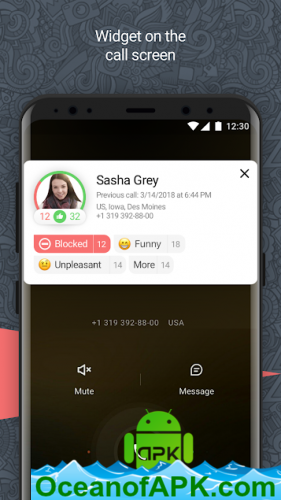 Widget on the
call screen
12:30
Sasha Grey
Previous call: 3/14/2018 at 6:44 PM
US, Iowa, Des Moines
+1 319 392-88-00
12 32
Blocked 12
Funny 18
Unpleasant 14
More 14
+1 319 392-88-00 USA
Mute
Message
APK
OceanofAPK.com